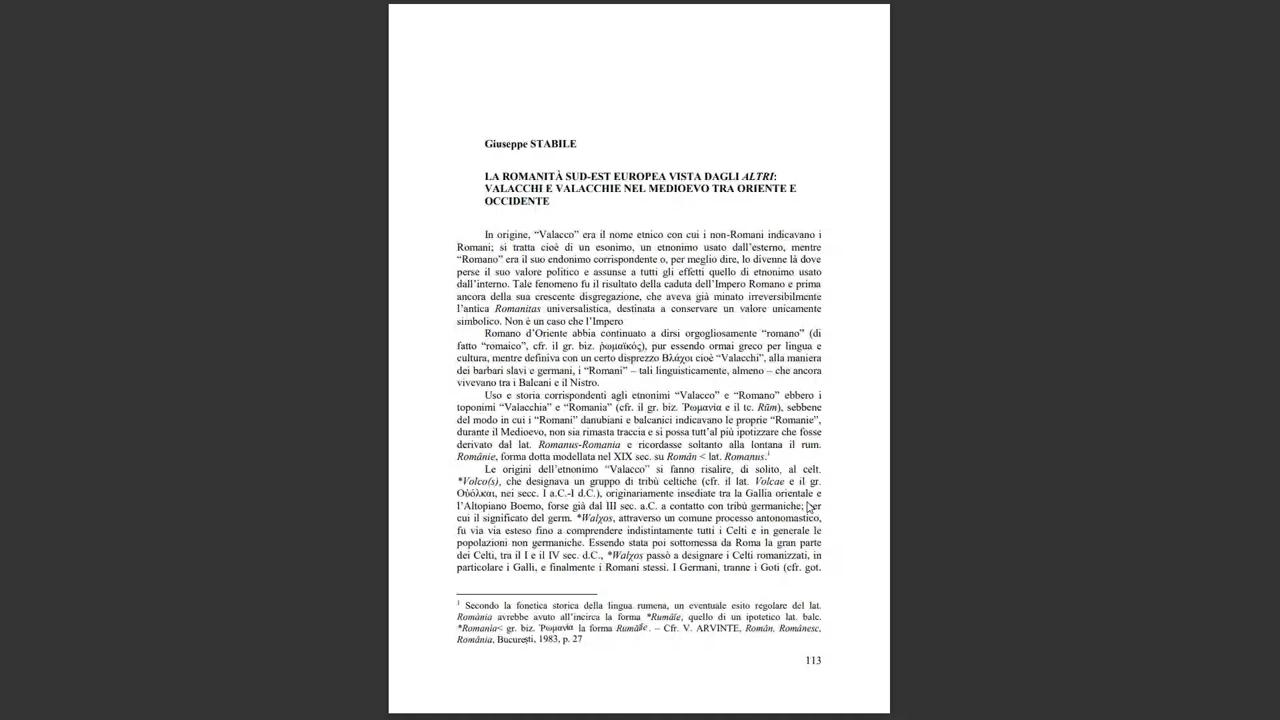 Giuseppe STABILE
LA ROMANITÀ SUD-EST EUROPEA VISTA DAGLI ALTRI:
VALACCHI E VALACCHIE NEL MEDIOEVO TRA ORIENTE E
OCCIDENTE
In origine, “Valacco” era il nome etnico con cui i non-Romani indicavano i
Romani; si tratta cioè di un esonimo, un etnonimo usato dall’esterno, mentre
“Romano” era il suo endonimo corrispondente o, per meglio dire, lo divenne là dove
perse il suo valore politico e assunse a tutti gli effetti quello di etnonimo usato
dall’interno. Tale fenomeno fu il risultato della caduta dell’Impero Romano e prima
ancora della sua crescente disgregazione, che aveva già minato irreversibilmente
l’antica Romanitas universalistica, destinata a conservare un valore unicamente
simbolico. Non è un caso che l’Impero
Romano d’Oriente abbia continuato a dirsi orgogliosamente “romano” (di
fatto “romaico”, cfr. il gr. biz. ῥωμαϊκός), pur essendo ormai greco per lingua e
cultura, mentre definiva con un certo disprezzo Βλάχοι cioè “Valacchi”, alla maniera
dei barbari slavi e germani, i “Romani” – tali linguisticamente, almeno – che ancora
vivevano tra i Balcani e il Nistro.
Uso e storia corrispondenti agli etnonimi “Valacco” e “Romano” ebbero i
toponimi “Valacchia” e “Romania” (cfr. il gr. biz. Ῥωμανία e il tc. Rūm), sebbene
del modo in cui i “Romani” danubiani e balcanici indicavano le proprie “Romanie”,
durante il Medioevo, non sia rimasta traccia e si possa tutt’al più ipotizzare che fosse
derivato dal lat. Romanus-Romania e ricordasse soltanto alla lontana il rum.
Românie, forma dotta modellata nel XIX sec. su Român < lat. Romanus.¹
Le origini dell’etnonimo “Valacco” si fanno risalire, di solito, al celt.
*Volco(s), che designava un gruppo di tribù celtiche (cfr. il lat. Volcae e il gr.
Οὐόλκαι, nei secc. I a.C.-I d.C.), originariamente insediate tra la Gallia orientale e
l’Altopiano Boemo, forse già dal III sec. a.C. a contatto con tribù germaniche; per
cui il significato del germ. *Walχos, attraverso un comune processo antonomastico,
fu via via esteso fino a comprendere indistintamente tutti i Celti e in generale le
popolazioni non germaniche. Essendo stata poi sottomessa da Roma la gran parte
dei Celti, tra il I e il IV sec. d.C., *Walχos passò a designare i Celti romanizzati, in
particolare i Galli, e finalmente i Romani stessi. I Germani, tranne i Goti (cfr. got.
¹ Secondo la fonetica storica della lingua rumena, un eventuale esito regolare del lat.
Romània avrebbe avuto all’incirca la forma *Rumâie, quello di un ipotetico lat. balc.
*Romanìa< gr. biz. Ῥωμανία la forma. – Cfr. V. ARVINTE, Român, Românesc,
România, București, 1983, p. 27
113